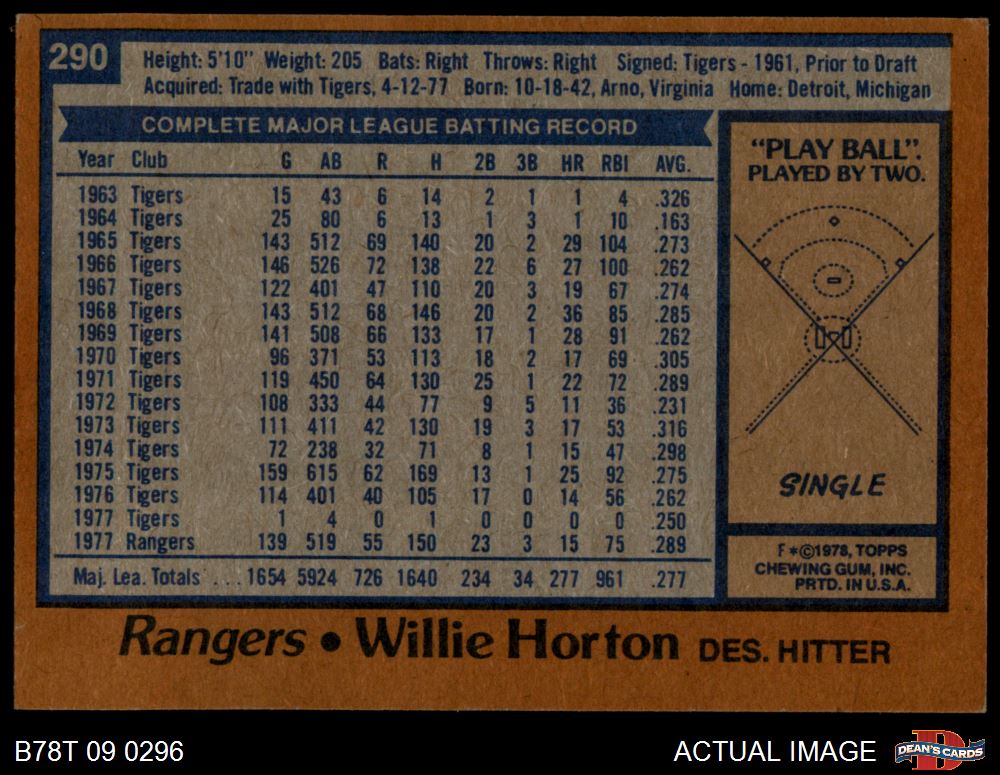 290
Height: 5'10" Weight: 205 Bats: Right Throws: Right Signed: Tigers - 1961, Prior to Draft
Acquired: Trade with Tigers, 4-12-77 Born: 10-18-42, Arno, Virginia Home: Detroit, Michigan
COMPLETE MAJOR LEAGUE BATTING RECORD
Year Club G AB R H 2B 3B HR RBI AVG.
1963 Tigers 15 43 6 14 2 1 1 4 .326
1964 Tigers 25 80 6 13 1 3 1 10 .163
1965 Tigers 143 512 69 140 20 2 29 104 .273
1966 Tigers 146 526 72 138 22 6 27 100 .262
1967 Tigers 122 401 47 110 20 3 19 67 .274
1968 Tigers 143 512 68 146 20 2 36 85 .285
1969 Tigers 141 508 66 133 17 1 28 91 .262
1970 Tigers 96 371 53 113 18 2 17 69 .305
1971 Tigers 119 450 64 130 25 1 22 72 .289
1972 Tigers 108 333 44 77 9 5 11 36 .231
1973 Tigers 111 411 42 130 19 3 17 53 .316
1974 Tigers 72 238 32 71 8 1 15 47 .298
1975 Tigers 159 615 62 169 13 1 25 92 .275
1976 Tigers 114 401 40 105 17 0 14 56 .262
1977 Tigers 1 4 0 1 0 0 0 0 .250
1977 Rangers 139 519 55 150 23 3 15 75 .289
Maj. Lea. Totals . . . 1654 5924 726 1640 234 34 277 961 .277
"PLAY BALL".
PLAYED BY TWO.
SINGLE
F*©1978, TOPPS
CHEWING GUM, INC.
PRTD. IN U.S.A.
Rangers • Willie Horton DES. HITTER
B78T 09 0296
ACTUAL IMAGE
D
DEAN'S CARDS